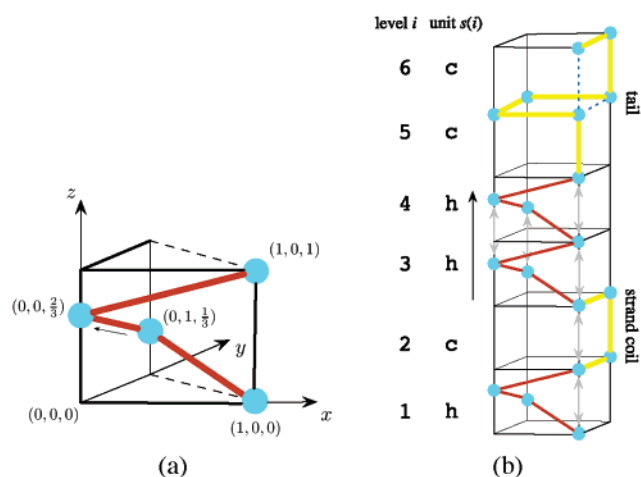 z
(1, 0, 1)
(0, 0, 2/3)
(0, 1, 1/3)
y
(0, 0, 0)
(1, 0, 0)
x
(a)
level i unit s(i)
6 c
5 c
4 h
3 h
2 c
1 h
tail
strand coil
(b)